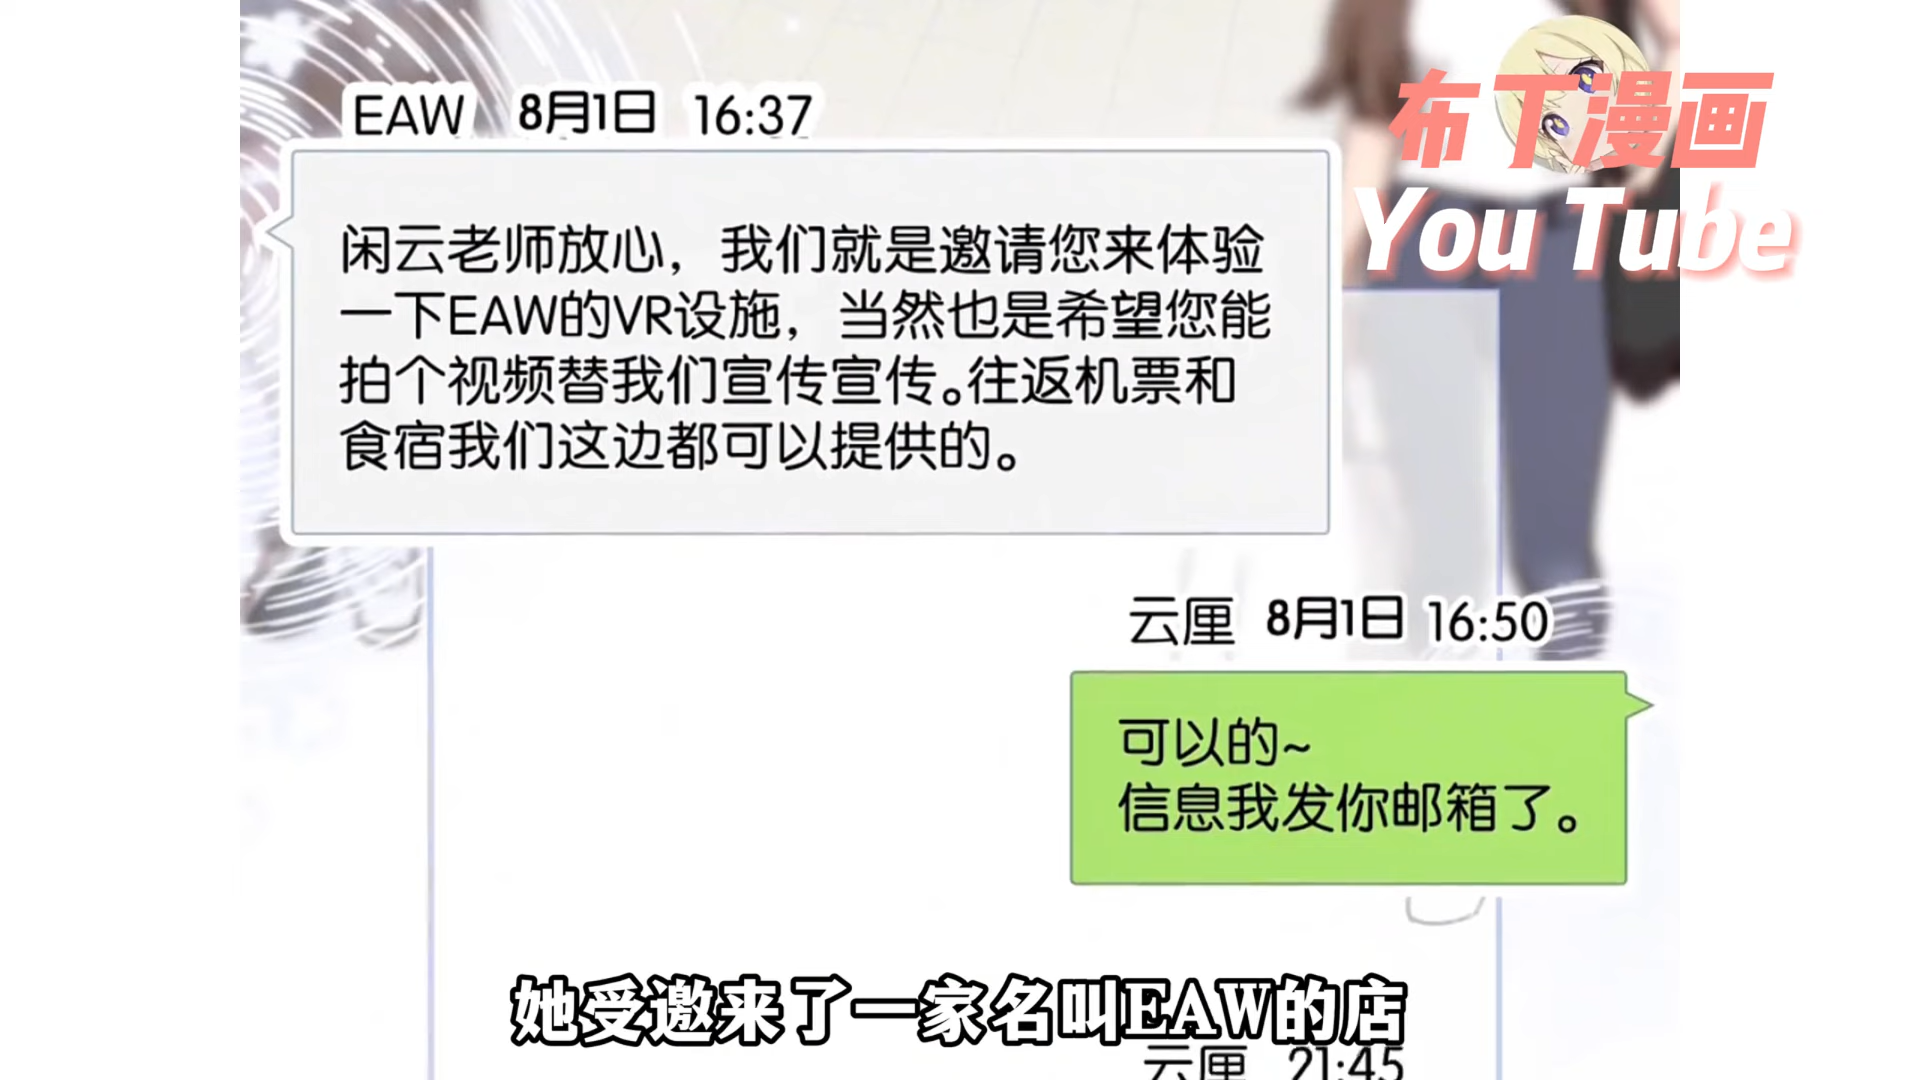 布丁漫画
You Tube
EAW 8月1日 16:37
闲云老师放心，我们就是邀请您来体验
一下EAW的VR设施，当然也是希望您能
拍个视频替我们宣传宣传。往返机票和
食宿我们这边都可以提供的。
云厘 8月1日 16:50
可以的~
信息我发你邮箱了。
她受邀来了一家名叫EAW的店
云厘 21:45